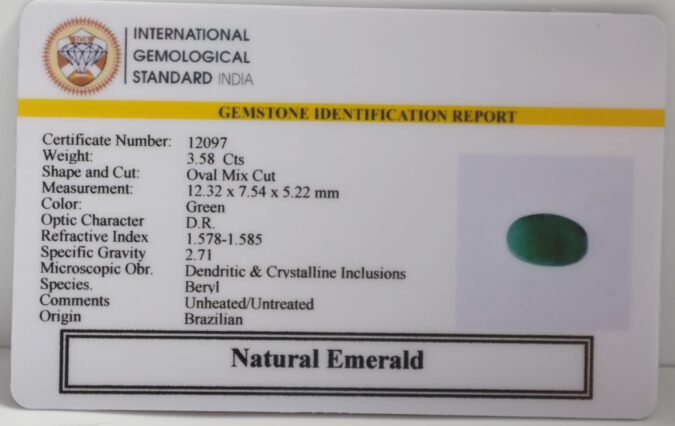 INTERNATIONAL
GEMOLOGICAL
STANDARD INDIA
GEMSTONE IDENTIFICATION REPORT
Certificate Number: 12097
Weight: 3.58 Cts
Shape and Cut: Oval Mix Cut
Measurement: 12.32 x 7.54 x 5.22 mm
Color: Green
Optic Character D.R.
Refractive Index 1.578-1.585
Specific Gravity 2.71
Microscopic Obr. Dendritic & Crystalline Inclusions
Species. Beryl
Comments Unheated/Untreated
Origin Brazilian
Natural Emerald